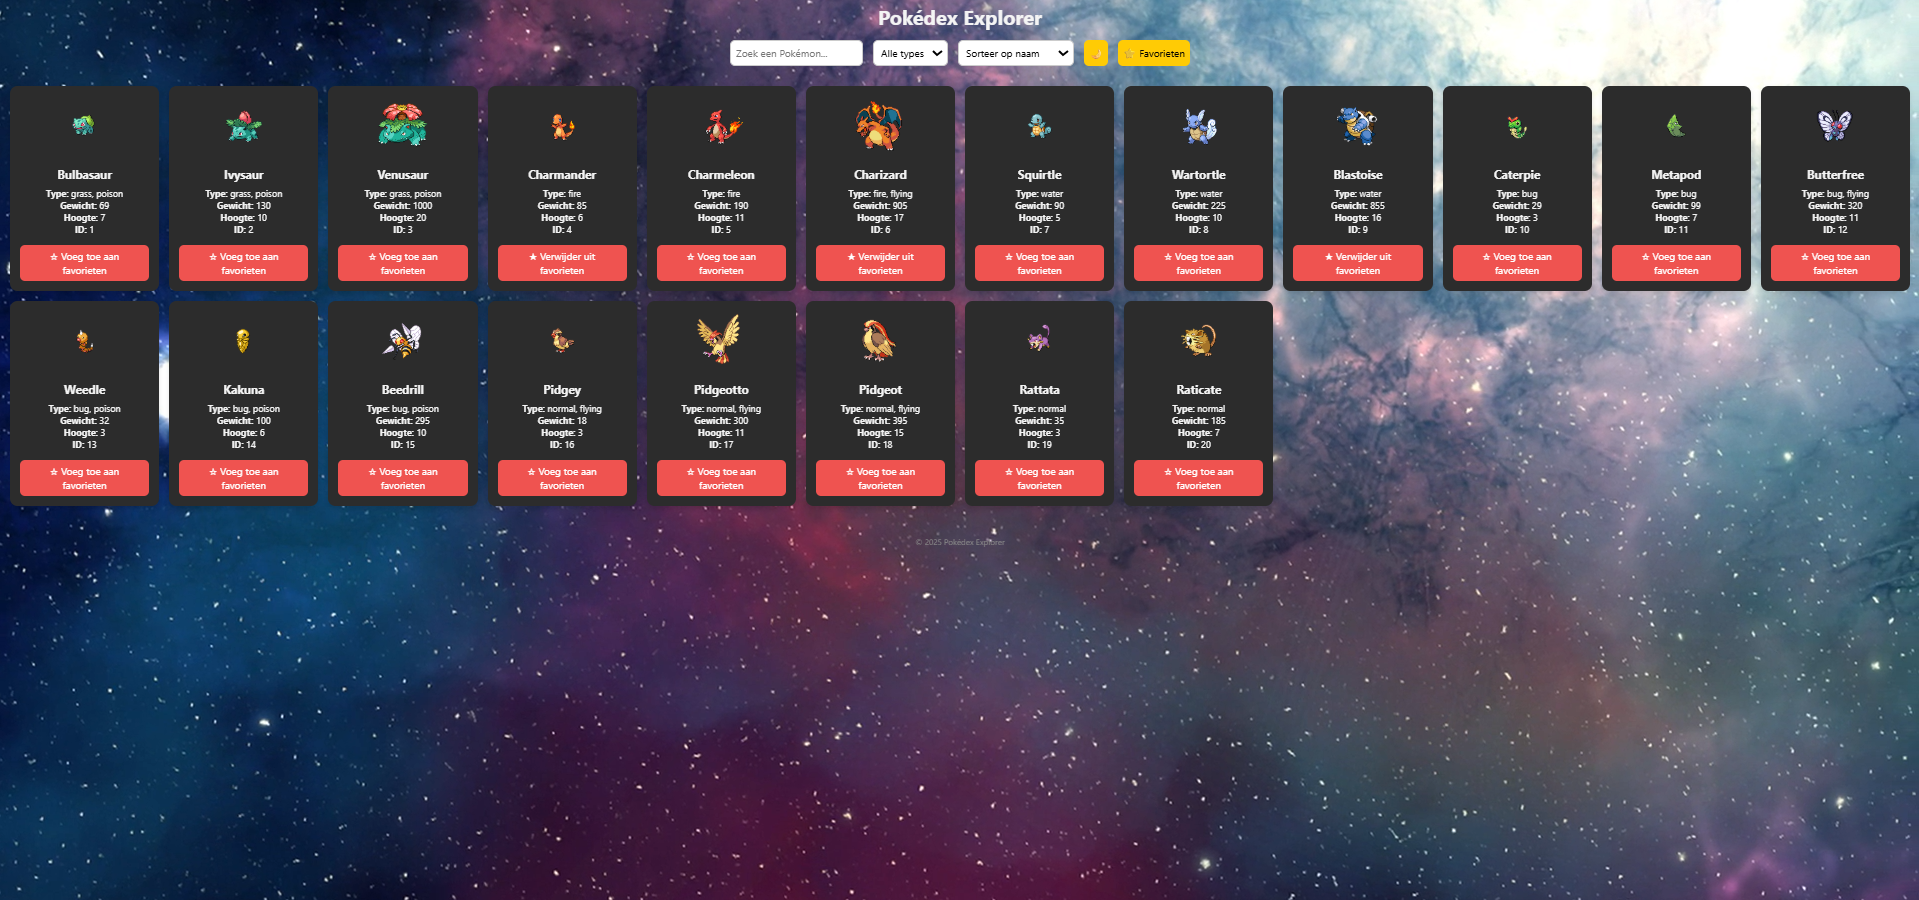 Pokédex Explorer
Zoek een Pokémon...
Alle types
Sorteer op naam
🌙
⭐ Favorieten
Bulbasaur
Type: grass, poison
Gewicht: 69
Hoogte: 7
ID: 1
☆ Voeg toe aan
favorieten
Ivysaur
Type: grass, poison
Gewicht: 130
Hoogte: 10
ID: 2
☆ Voeg toe aan
favorieten
Venusaur
Type: grass, poison
Gewicht: 1000
Hoogte: 20
ID: 3
☆ Voeg toe aan
favorieten
Charmander
Type: fire
Gewicht: 85
Hoogte: 6
ID: 4
★ Verwijder uit
favorieten
Charmeleon
Type: fire
Gewicht: 190
Hoogte: 11
ID: 5
☆ Voeg toe aan
favorieten
Charizard
Type: fire, flying
Gewicht: 905
Hoogte: 17
ID: 6
★ Verwijder uit
favorieten
Squirtle
Type: water
Gewicht: 90
Hoogte: 5
ID: 7
☆ Voeg toe aan
favorieten
Wartortle
Type: water
Gewicht: 225
Hoogte: 10
ID: 8
☆ Voeg toe aan
favorieten
Blastoise
Type: water
Gewicht: 855
Hoogte: 16
ID: 9
★ Verwijder uit
favorieten
Caterpie
Type: bug
Gewicht: 29
Hoogte: 3
ID: 10
☆ Voeg toe aan
favorieten
Metapod
Type: bug
Gewicht: 99
Hoogte: 7
ID: 11
☆ Voeg toe aan
favorieten
Butterfree
Type: bug, flying
Gewicht: 320
Hoogte: 11
ID: 12
☆ Voeg toe aan
favorieten
Weedle
Type: bug, poison
Gewicht: 32
Hoogte: 3
ID: 13
☆ Voeg toe aan
favorieten
Kakuna
Type: bug, poison
Gewicht: 100
Hoogte: 6
ID: 14
☆ Voeg toe aan
favorieten
Beedrill
Type: bug, poison
Gewicht: 295
Hoogte: 10
ID: 15
☆ Voeg toe aan
favorieten
Pidgey
Type: normal, flying
Gewicht: 18
Hoogte: 3
ID: 16
☆ Voeg toe aan
favorieten
Pidgeotto
Type: normal, flying
Gewicht: 300
Hoogte: 11
ID: 17
☆ Voeg toe aan
favorieten
Pidgeot
Type: normal, flying
Gewicht: 395
Hoogte: 15
ID: 18
☆ Voeg toe aan
favorieten
Rattata
Type: normal
Gewicht: 35
Hoogte: 3
ID: 19
☆ Voeg toe aan
favorieten
Raticate
Type: normal
Gewicht: 185
Hoogte: 7
ID: 20
☆ Voeg toe aan
favorieten
© 2025 Pokédex Explorer